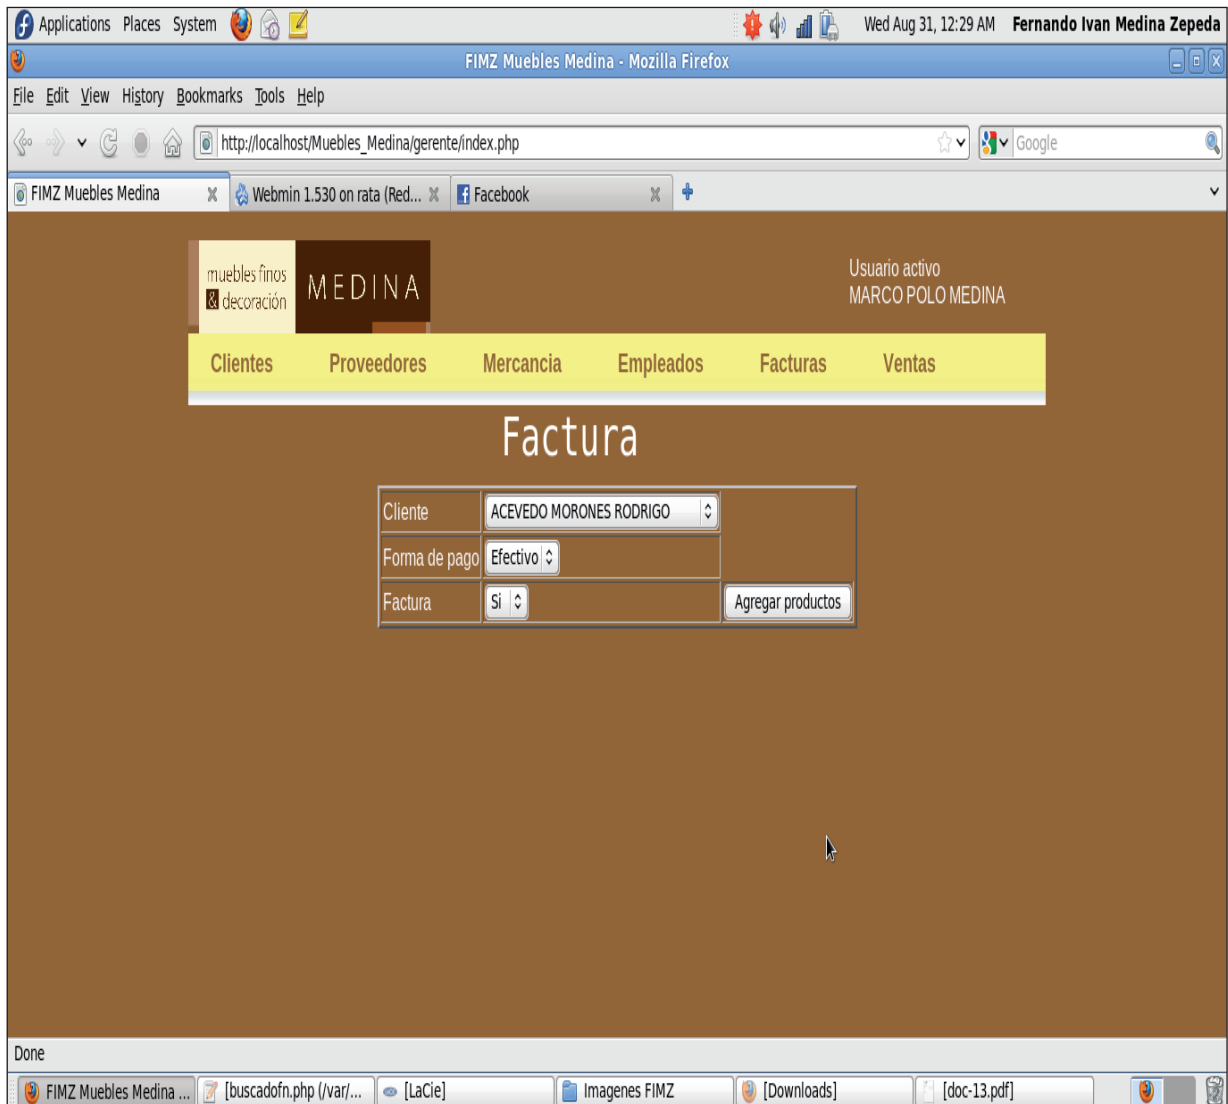 Applications Places System Wed Aug 31, 12:29 AM Fernando Ivan Medina Zepeda
FIMZ Muebles Medina - Mozilla Firefox
File Edit View History Bookmarks Tools Help
http://localhost/Muebles_Medina/gerente/index.php Google
FIMZ Muebles Medina Webmin 1.530 on rata (Red... Facebook
muebles finos
& decoración
MEDINA
Usuario activo
MARCO POLO MEDINA
Clientes Proveedores Mercancia Empleados Facturas Ventas
Factura
Cliente ACEVEDO MORONES RODRIGO
Forma de pago Efectivo
Factura Si Agregar productos
Done
FIMZ Muebles Medina ... [buscadofn.php (/var/... [LaCie] Imagenes FIMZ [Downloads] [doc-13.pdf]